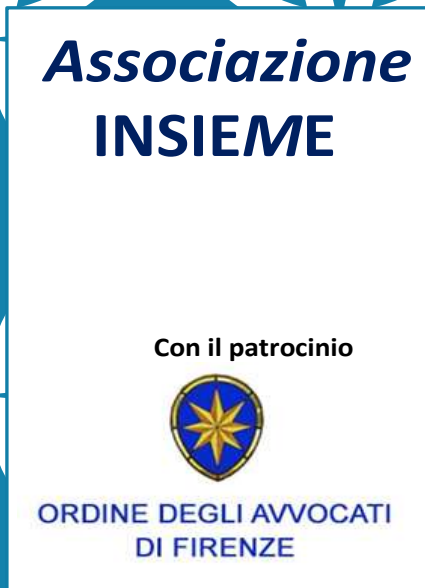 Associazione
INSIEME
Con il patrocinio
ORDINE DEGLI AVVOCATI
DI FIRENZE